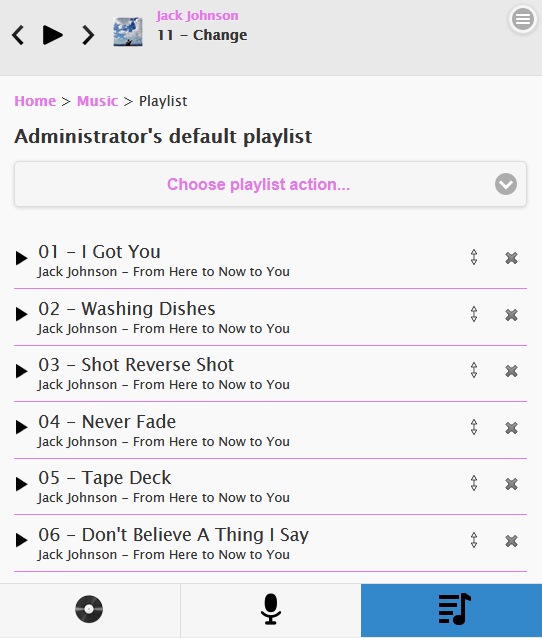 Jack Johnson
11 - Change
Home > Music > Playlist
Administrator's default playlist
Choose playlist action...
01 - I Got You
Jack Johnson - From Here to Now to You
02 - Washing Dishes
Jack Johnson - From Here to Now to You
03 - Shot Reverse Shot
Jack Johnson - From Here to Now to You
04 - Never Fade
Jack Johnson - From Here to Now to You
05 - Tape Deck
Jack Johnson - From Here to Now to You
06 - Don't Believe A Thing I Say
Jack Johnson - From Here to Now to You